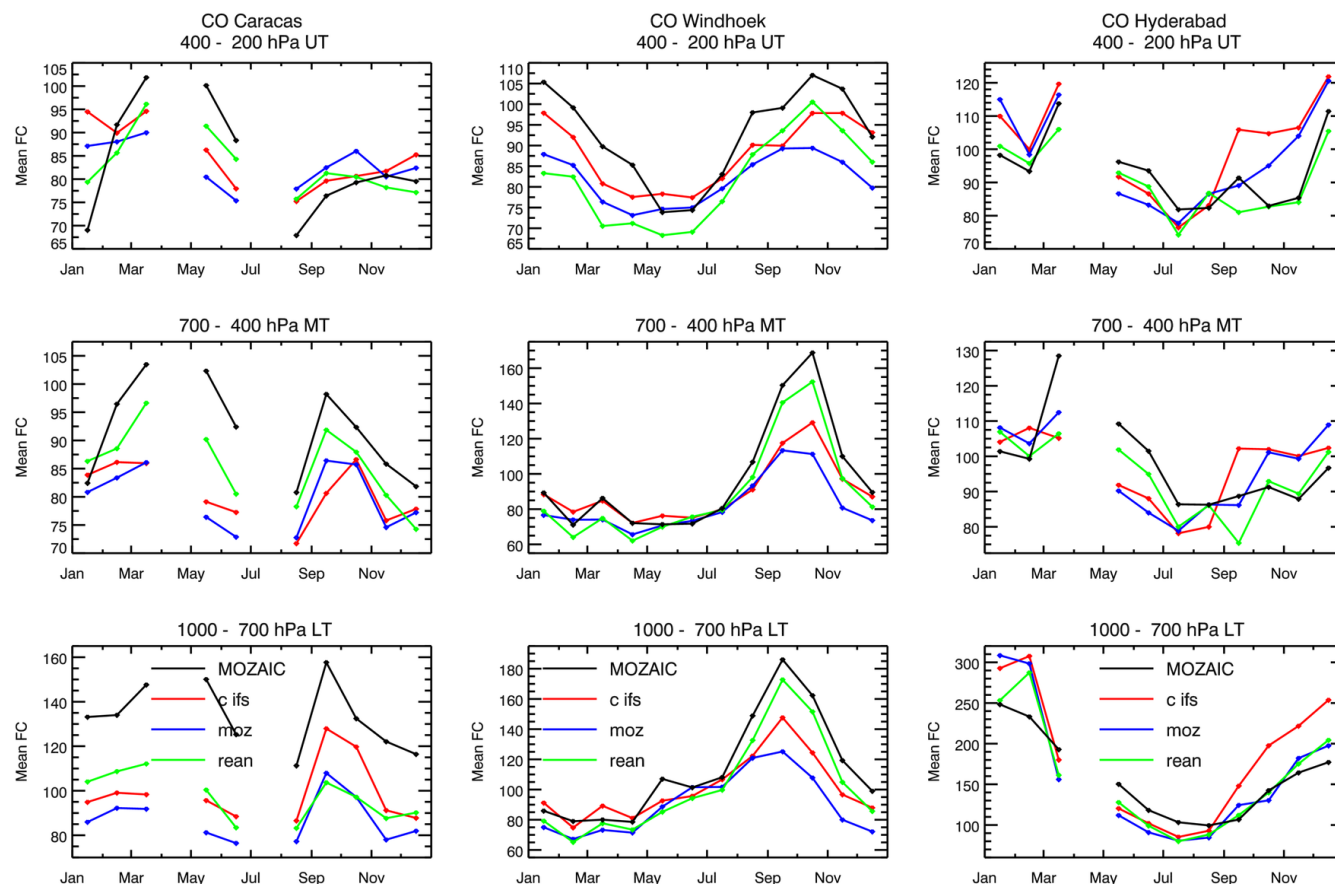 CO Caracas
400 - 200 hPa UT
Mean FC
105
100
95
90
85
80
75
70
65
Jan Mar May Jul Sep Nov
CO Windhoek
400 - 200 hPa UT
Mean FC
110
105
100
95
90
85
80
75
70
65
Jan Mar May Jul Sep Nov
CO Hyderabad
400 - 200 hPa UT
Mean FC
120
100
90
80
70
Jan Mar May Jul Sep Nov
700 - 400 hPa MT
Mean FC
105
100
95
90
85
80
75
70
Jan Mar May Jul Sep Nov
700 - 400 hPa MT
Mean FC
160
140
120
100
80
60
Jan Mar May Jul Sep Nov
700 - 400 hPa MT
Mean FC
130
120
110
100
90
80
Jan Mar May Jul Sep Nov
1000 - 700 hPa LT
Mean FC
160
140
120
100
80
MOZAIC
c ifs
moz
rean
Jan Mar May Jul Sep Nov
1000 - 700 hPa LT
Mean FC
180
160
140
120
100
80
60
MOZAIC
c ifs
moz
rean
Jan Mar May Jul Sep Nov
1000 - 700 hPa LT
Mean FC
300
250
200
150
100
MOZAIC
c ifs
moz
rean
Jan Mar May Jul Sep Nov